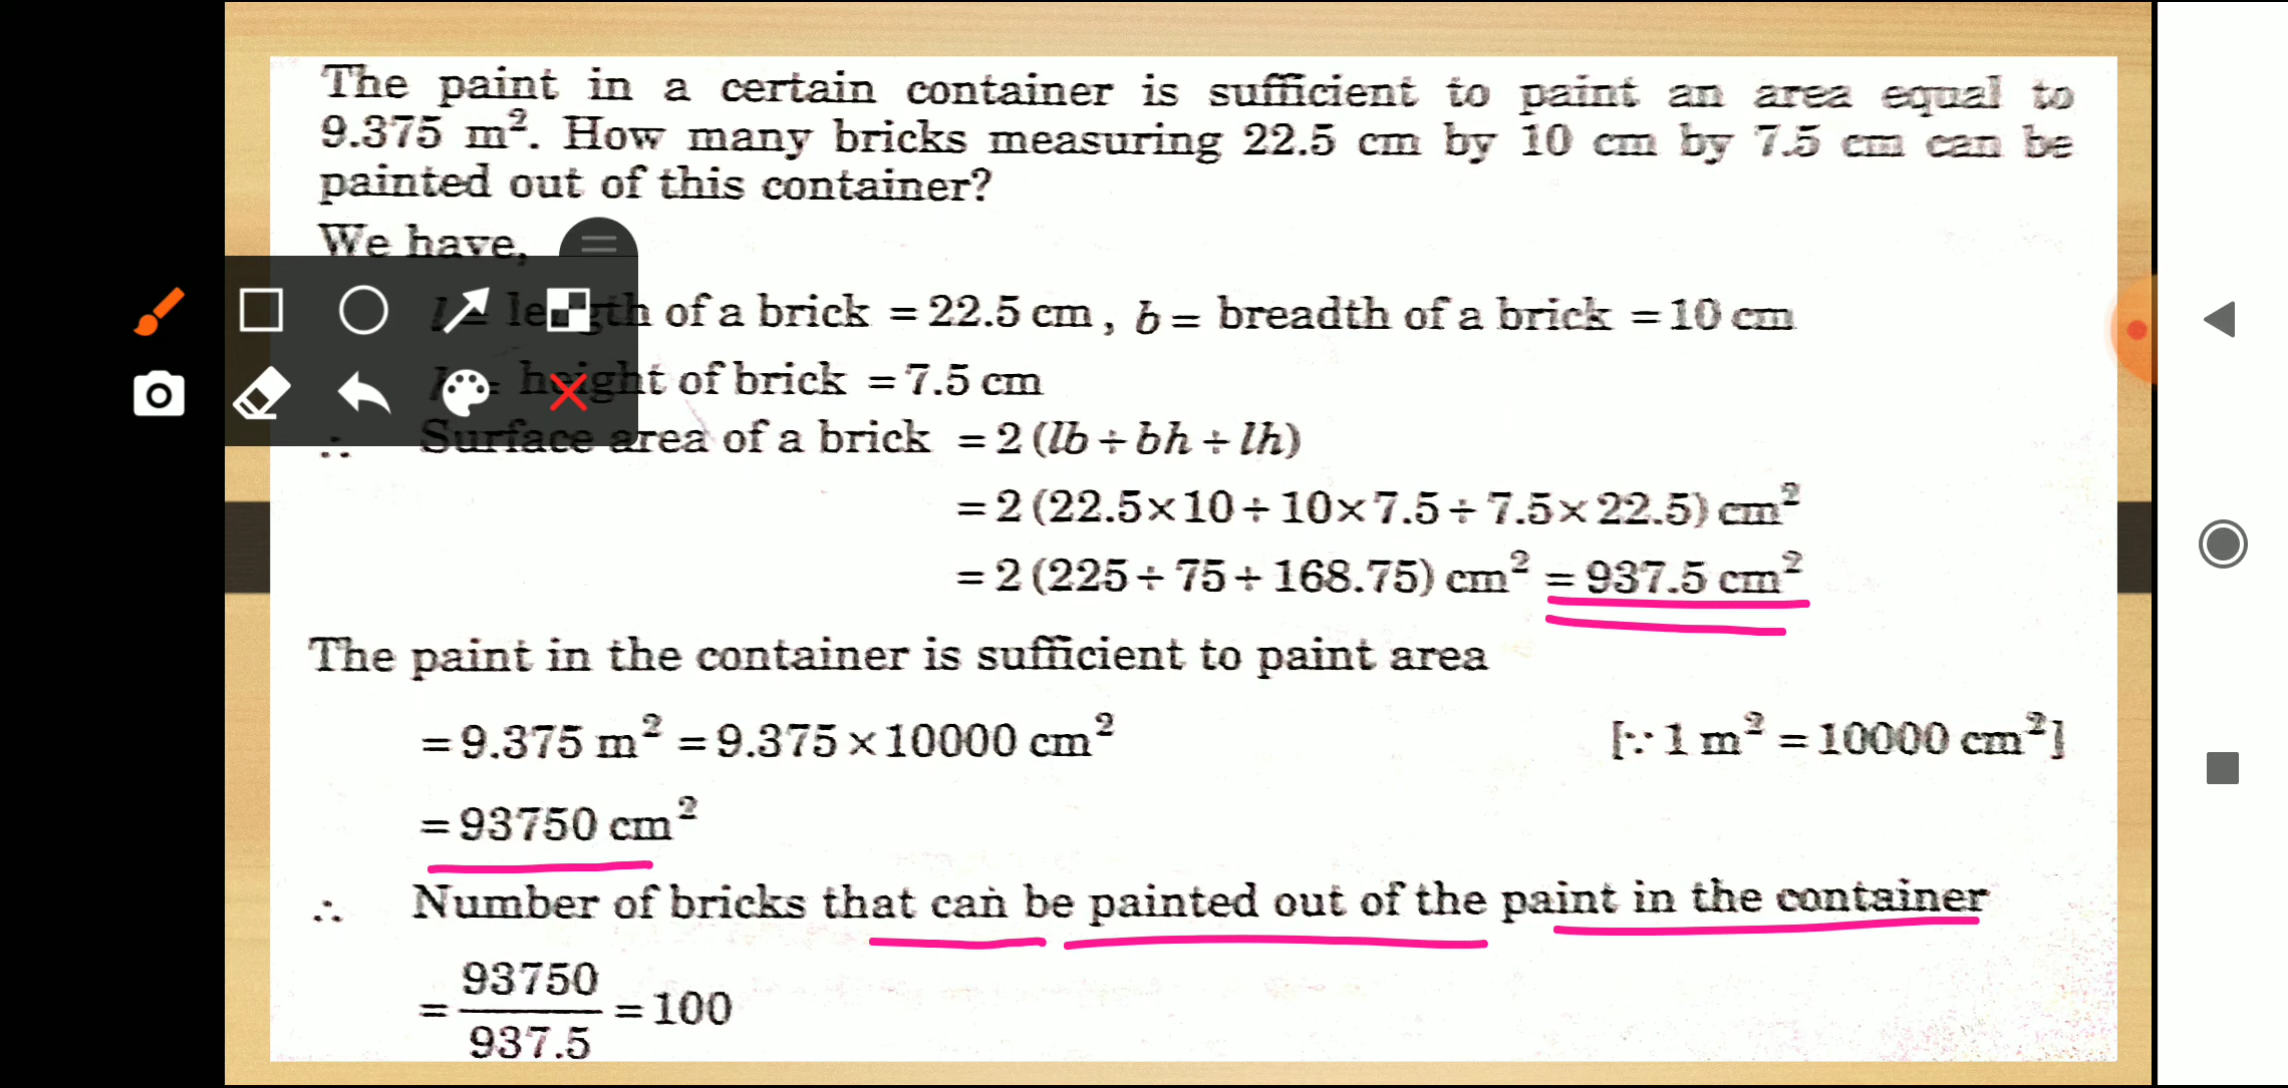 The paint in a certain container is sufficient to paint an area equal to
9.375 m². How many bricks measuring 22.5 cm by 10 cm by 7.5 cm can be
painted out of this container?
We have,
l = length of a brick = 22.5 cm, b = breadth of a brick = 10 cm
= height of brick = 7.5 cm
∴ Surface area of a brick = 2 (lb ÷ bh ÷ lh)
= 2 (22.5×10 ÷ 10×7.5 ÷ 7.5×22.5) cm²
= 2 (225 ÷ 75 + 168.75) cm² = 937.5 cm²
The paint in the container is sufficient to paint area
= 9.375 m² = 9.375 × 10000 cm² [∵ 1 m² = 10000 cm²]
= 93750 cm²
∴ Number of bricks that can be painted out of the paint in the container
= 93750 / 937.5 = 100